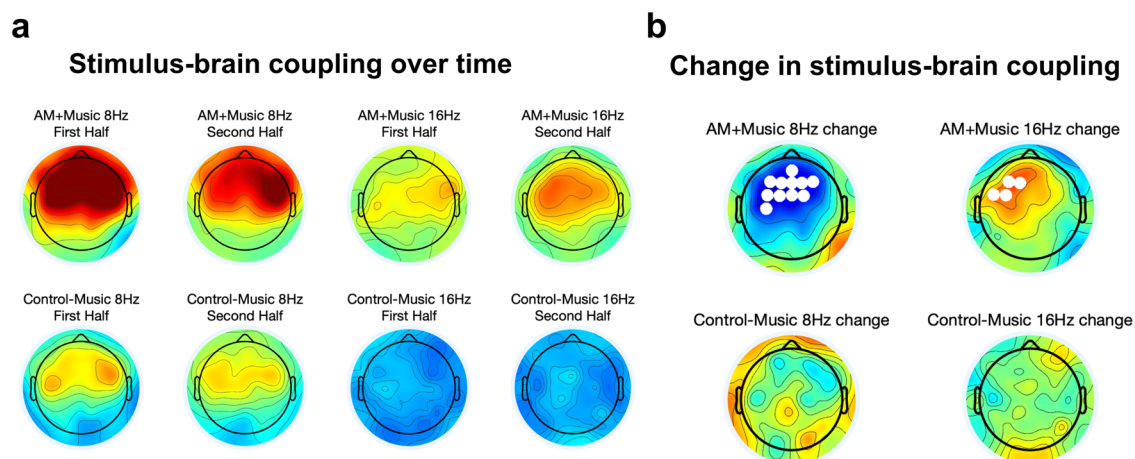 a
Stimulus-brain coupling over time
AM+Music 8Hz
First Half
AM+Music 8Hz
Second Half
AM+Music 16Hz
First Half
AM+Music 16Hz
Second Half
Control-Music 8Hz
First Half
Control-Music 8Hz
Second Half
Control-Music 16Hz
First Half
Control-Music 16Hz
Second Half
b
Change in stimulus-brain coupling
AM+Music 8Hz change
AM+Music 16Hz change
Control-Music 8Hz change
Control-Music 16Hz change